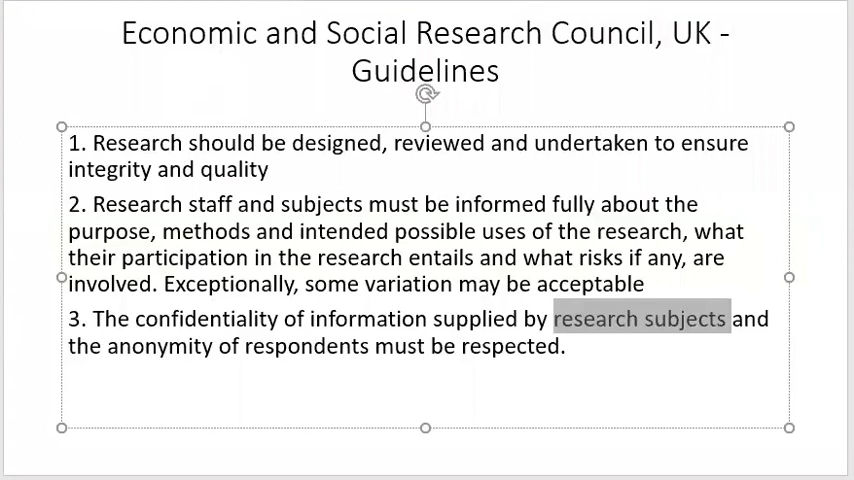 Economic and Social Research Council, UK -
Guidelines
1. Research should be designed, reviewed and undertaken to ensure
integrity and quality
2. Research staff and subjects must be informed fully about the
purpose, methods and intended possible uses of the research, what
their participation in the research entails and what risks if any, are
involved. Exceptionally, some variation may be acceptable
3. The confidentiality of information supplied by research subjects and
the anonymity of respondents must be respected.